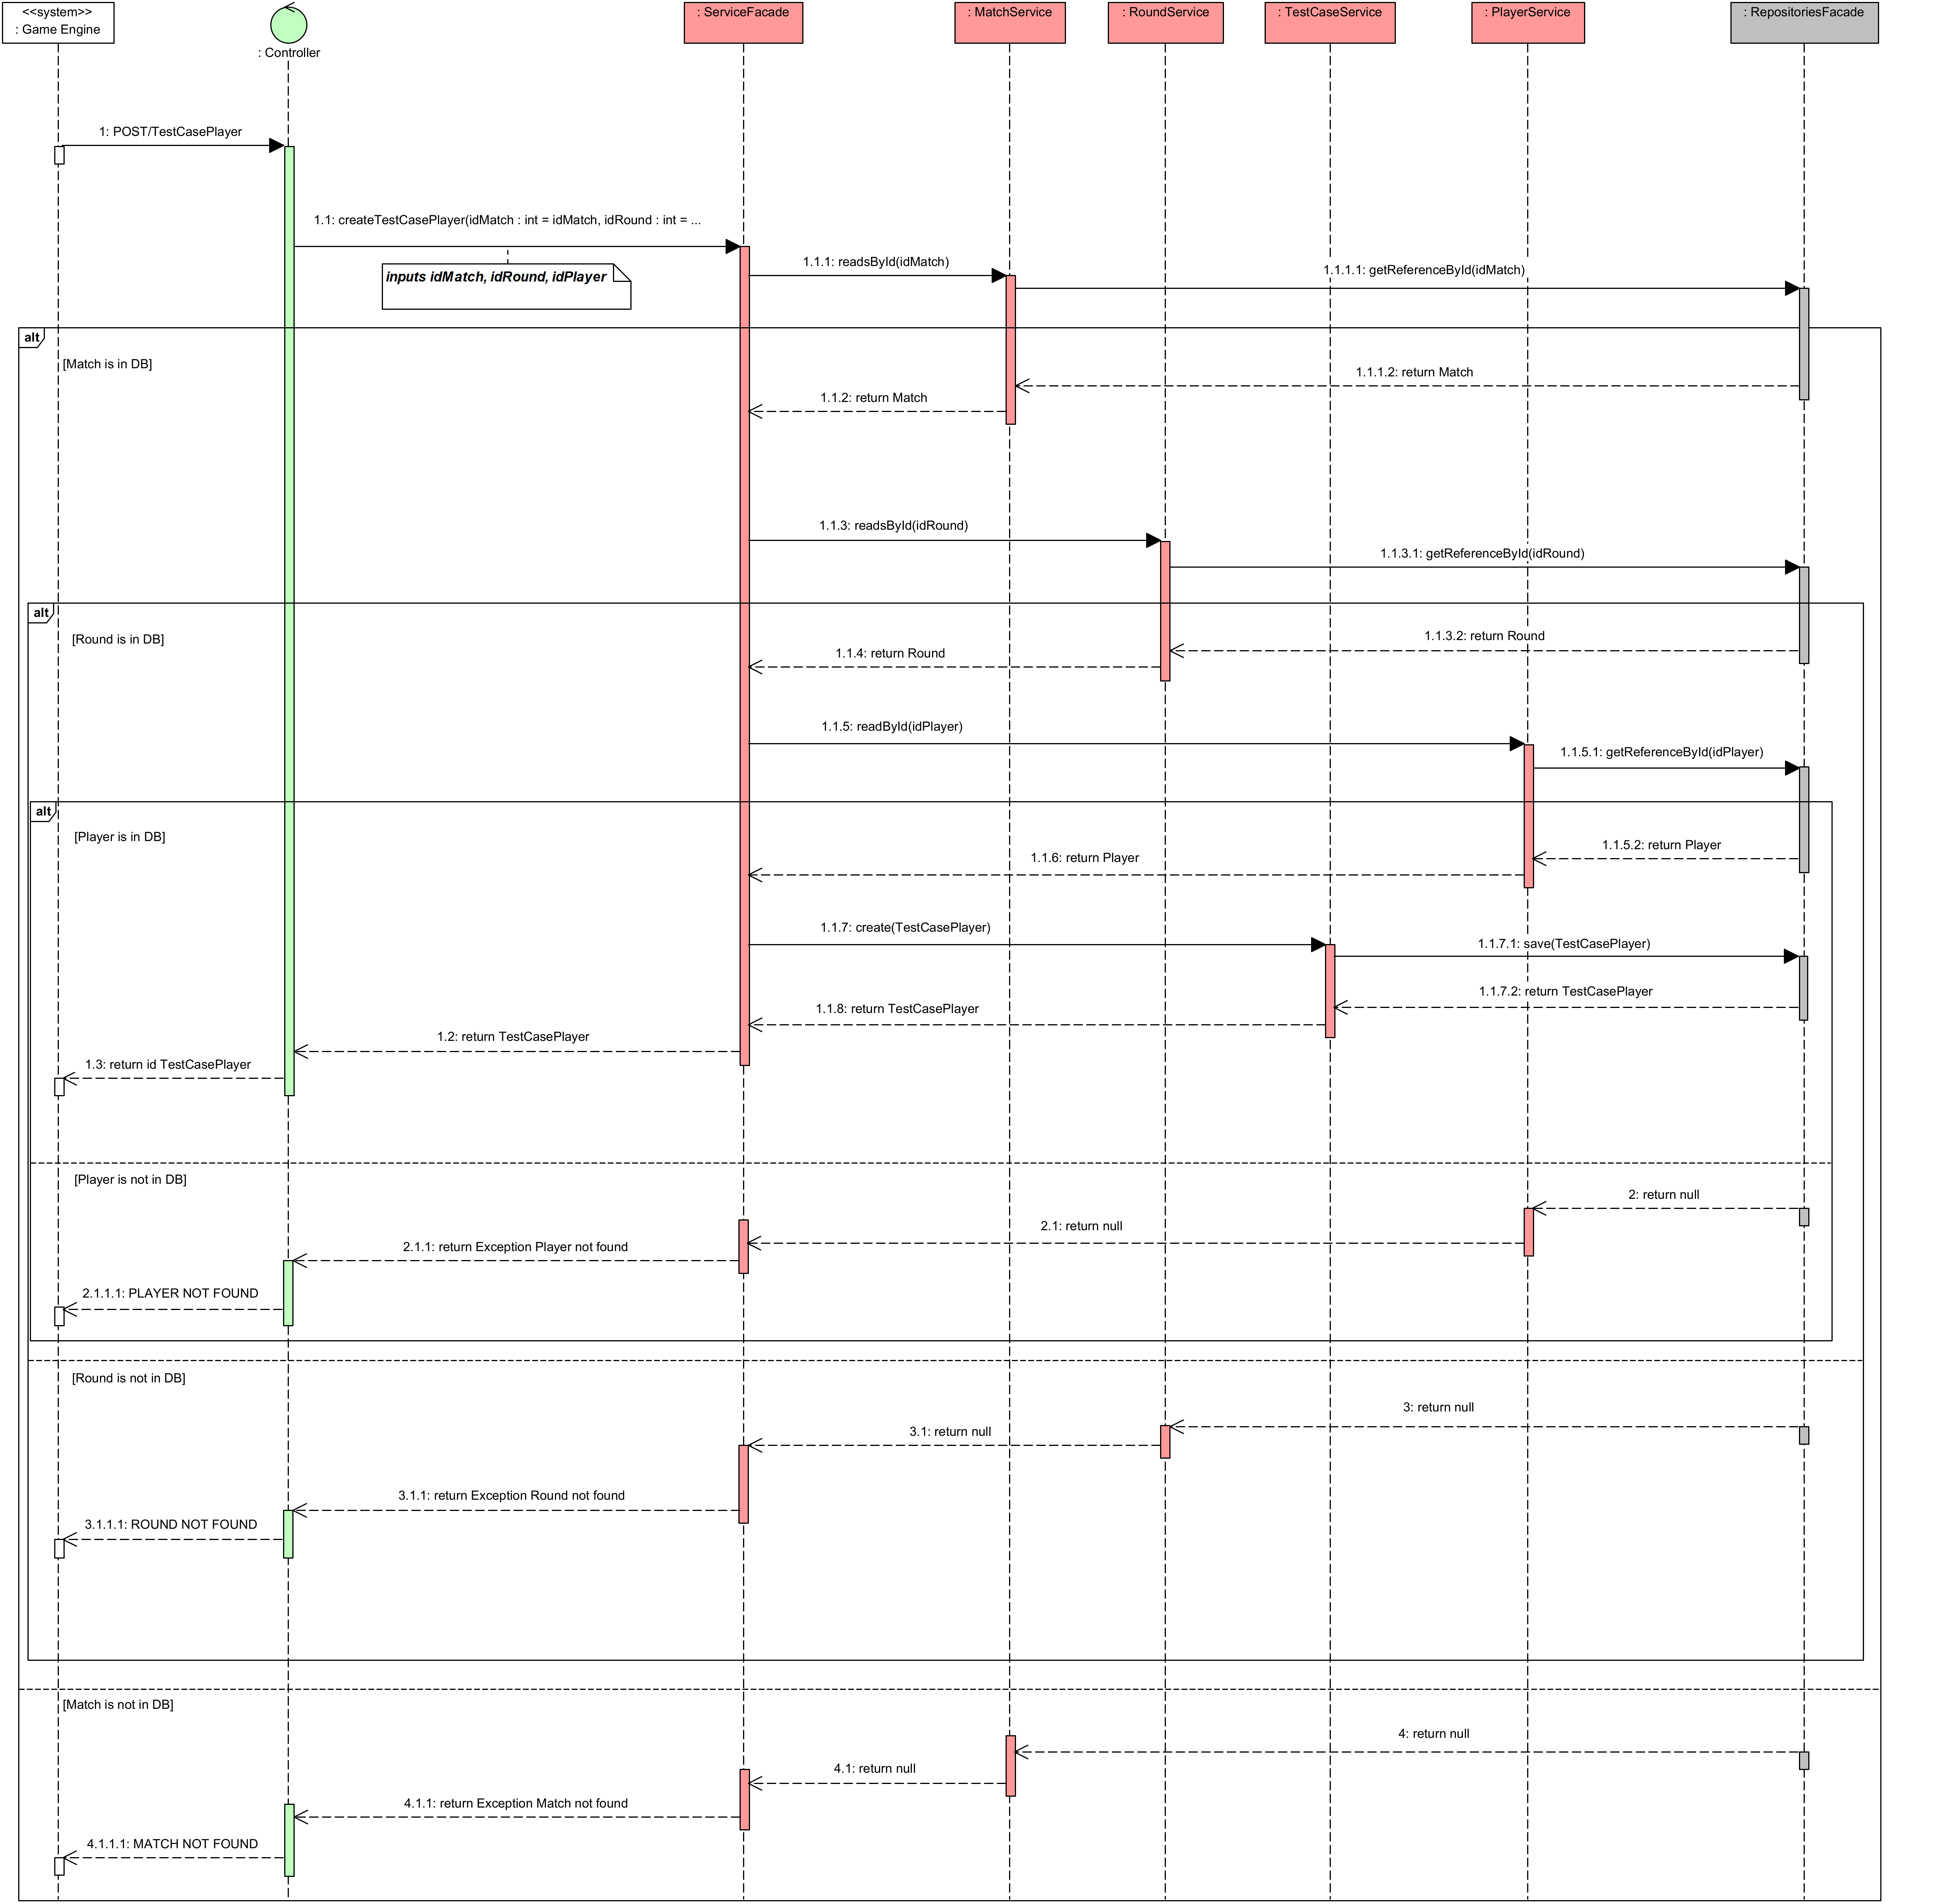 <<system>>
: Game Engine
: Controller
: ServiceFacade
: MatchService
: RoundService
: TestCaseService
: PlayerService
: RepositoriesFacade
1: POST/TestCasePlayer
1.1: createTestCasePlayer(idMatch : int = idMatch, idRound : int = ...
inputs idMatch, idRound, idPlayer
1.1.1: readsById(idMatch)
1.1.1.1: getReferenceById(idMatch)
alt
[Match is in DB]
1.1.1.2: return Match
1.1.2: return Match
1.1.3: readsById(idRound)
1.1.3.1: getReferenceById(idRound)
alt
[Round is in DB]
1.1.3.2: return Round
1.1.4: return Round
1.1.5: readById(idPlayer)
1.1.5.1: getReferenceById(idPlayer)
alt
[Player is in DB]
1.1.5.2: return Player
1.1.6: return Player
1.1.7: create(TestCasePlayer)
1.1.7.1: save(TestCasePlayer)
1.1.7.2: return TestCasePlayer
1.1.8: return TestCasePlayer
1.2: return TestCasePlayer
1.3: return id TestCasePlayer
[Player is not in DB]
2: return null
2.1: return null
2.1.1: return Exception Player not found
2.1.1.1: PLAYER NOT FOUND
[Round is not in DB]
3: return null
3.1: return null
3.1.1: return Exception Round not found
3.1.1.1: ROUND NOT FOUND
[Match is not in DB]
4: return null
4.1: return null
4.1.1: return Exception Match not found
4.1.1.1: MATCH NOT FOUND